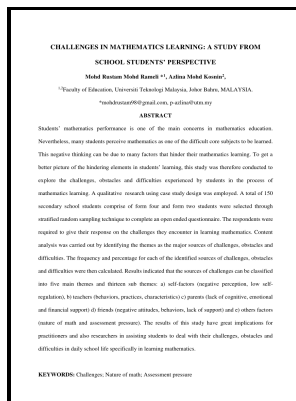 CHALLENGES IN MATHEMATICS LEARNING: A STUDY FROM
SCHOOL STUDENTS' PERSPECTIVE
Mohd Rustam Mohd Rameli *¹, Azlina Mohd Kosnin²,
¹,²Faculty of Education, Universiti Teknologi Malaysia, Johor Bahru, MALAYSIA.
*mohdrustam98@gmail.com, p-azlina@utm.my
ABSTRACT
Students' mathematics performance is one of the main concerns in mathematics education.
Nevertheless, many students perceive mathematics as one of the difficult core subjects to be learned.
This negative thinking can be due to many factors that hinder their mathematics learning. To get a
better picture of the hindering elements in students' learning, this study was therefore conducted to
explore the challenges, obstacles and difficulties experienced by students in the process of
mathematics learning. A qualitative research using case study design was employed. A total of 150
secondary school students comprise of form four and form two students were selected through
stratified random sampling technique to complete an open ended questionnaire. The respondents were
required to give their response on the challenges they encounter in learning mathematics. Content
analysis was carried out by identifying the themes as the major sources of challenges, obstacles and
difficulties. The frequency and percentage for each of the identified sources of challenges, obstacles
and difficulties were then calculated. Results indicated that the sources of challenges can be classified
into five main themes and thirteen sub themes: a) self-factors (negative perception, low self-
regulation), b) teachers (behaviors, practices, characteristics) c) parents (lack of cognitive, emotional
and financial support) d) friends (negative attitudes, behaviors, lack of support) and e) others factors
(nature of math and assessment pressure). The results of this study have great implications for
practitioners and also researchers in assisting students to deal with their challenges, obstacles and
difficulties in daily school life specifically in learning mathematics.
KEYWORDS: Challenges; Nature of math; Assessment pressure